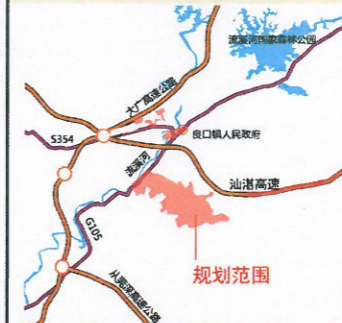 流溪河国家森林公园
大广高速公路
良口镇人民政府
S354
流溪河
汕湛高速
G105
规划范围
从莞深高速公路